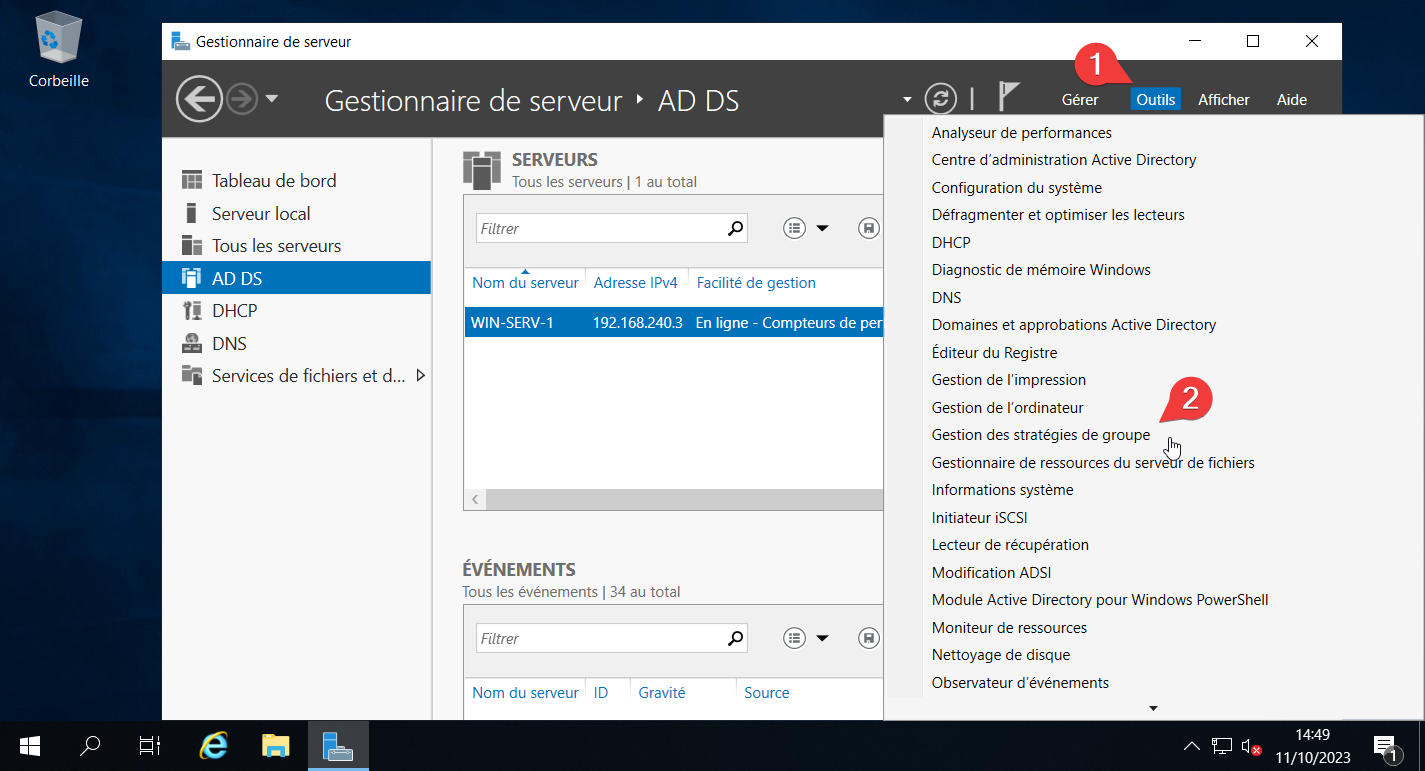 Corbeille
Gestionnaire de serveur
1
Gestionnaire de serveur AD DS
Gérer Outils Afficher Aide
Tableau de bord
Serveur local
Tous les serveurs
AD DS
DHCP
DNS
Services de fichiers et d...
SERVEURS
Tous les serveurs | 1 au total
Filtrer
Nom du serveur Adresse IPv4 Facilité de gestion
WIN-SERV-1 192.168.240.3 En ligne - Compteurs de per
ÉVÉNEMENTS
Tous les événements | 34 au total
Filtrer
Nom du serveur ID Gravité Source
Analyseur de performances
Centre d’administration Active Directory
Configuration du système
Défragmenter et optimiser les lecteurs
DHCP
Diagnostic de mémoire Windows
DNS
Domaines et approbations Active Directory
Éditeur du Registre
Gestion de l’impression
Gestion de l’ordinateur
2
Gestion des stratégies de groupe
Gestionnaire de ressources du serveur de fichiers
Informations système
Initiateur iSCSI
Lecteur de récupération
Modification ADSI
Module Active Directory pour Windows PowerShell
Moniteur de ressources
Nettoyage de disque
Observateur d’événements
14:49
11/10/2023
1